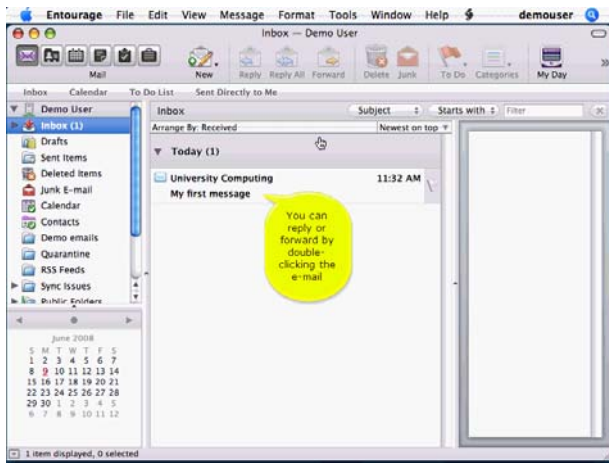 Entourage File Edit View Message Format Tools Window Help demouser
Inbox — Demo User
Mail New Reply Reply All Forward Delete Junk To Do Categories My Day
Inbox Calendar To Do List Sent Directly to Me
Demo User
Inbox (1)
Drafts
Sent Items
Deleted Items
Junk E-mail
Calendar
Contacts
Demo emails
Quarantine
RSS Feeds
Sync Issues
Public Folders
Inbox Subject Starts with Filter
Arrange By: Received Newest on top
Today (1)
University Computing 11:32 AM
My first message
You can
reply or
forward by
double-
clicking the
e-mail
June 2008
S M T W T F S
1 2 3 4 5 6 7
8 9 10 11 12 13 14
15 16 17 18 19 20 21
22 23 24 25 26 27 28
29 30 1 2 3 4 5
6 7 8 9 10 11 12
1 item displayed, 0 selected